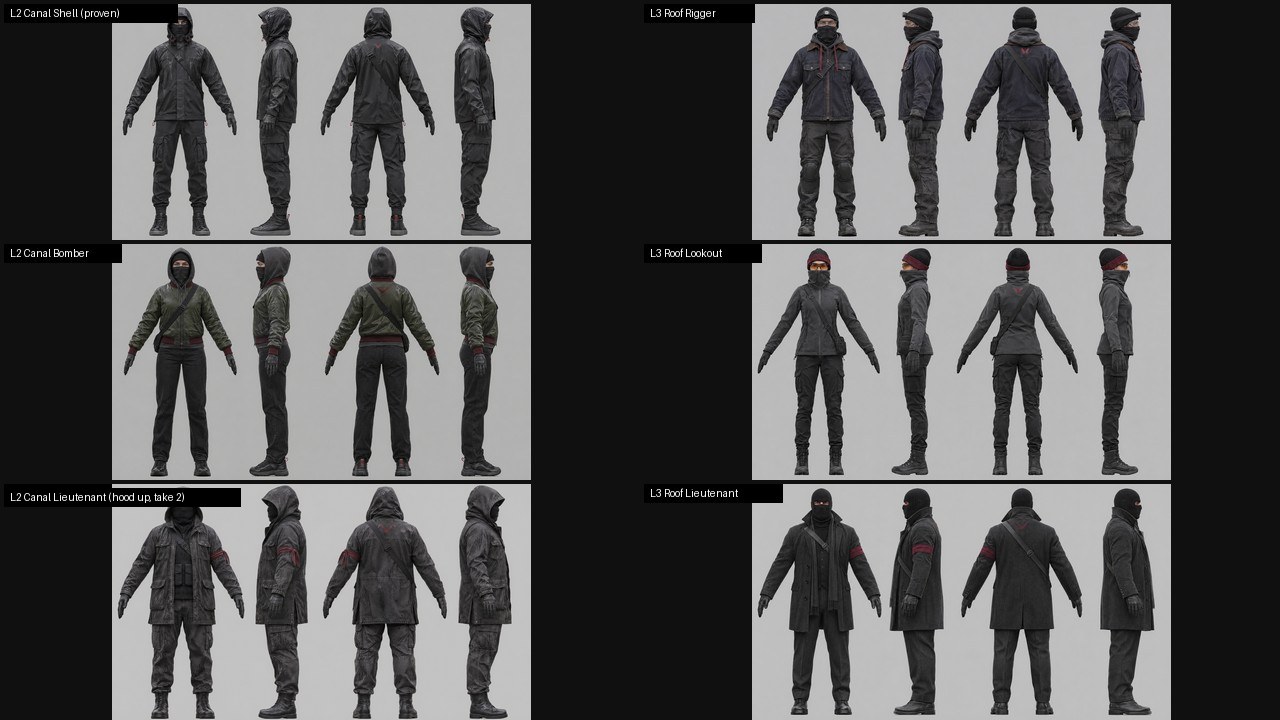 L2 Canal Shell (proven)
L3 Roof Rigger
L2 Canal Bomber
L3 Roof Lookout
L2 Canal Lieutenant (hood up, take 2)
L3 Roof Lieutenant